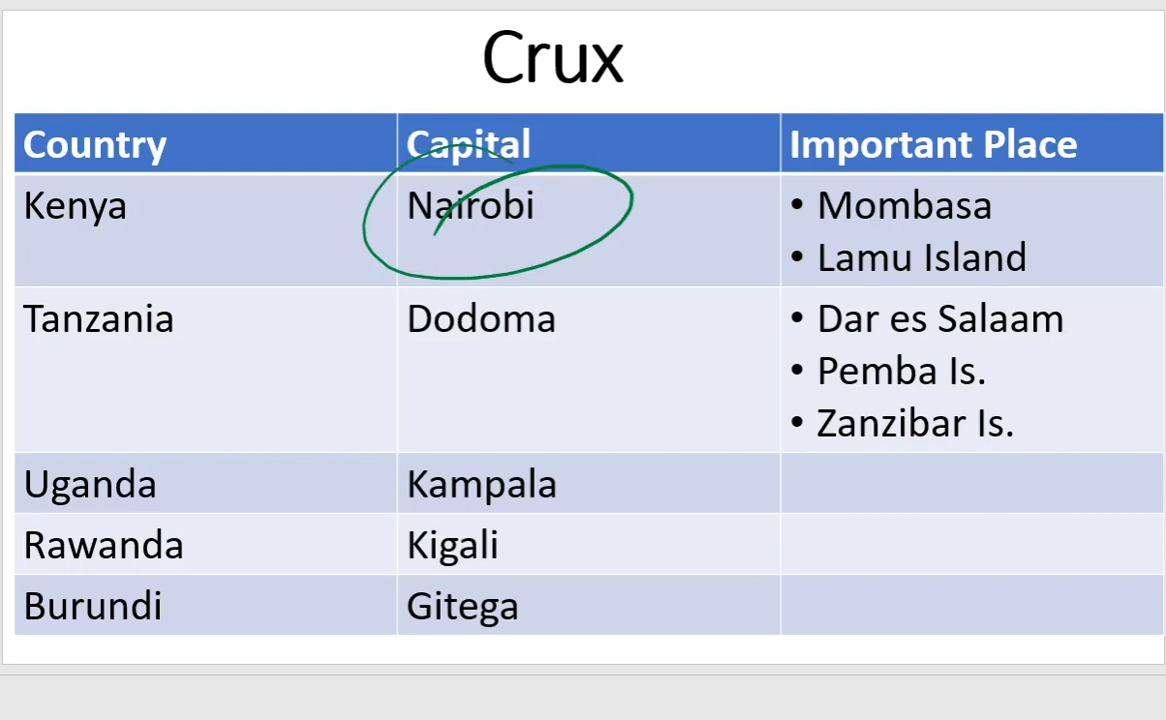 Crux
Country Capital Important Place
Kenya Nairobi • Mombasa
• Lamu Island
Tanzania Dodoma • Dar es Salaam
• Pemba Is.
• Zanzibar Is.
Uganda Kampala
Rawanda Kigali
Burundi Gitega